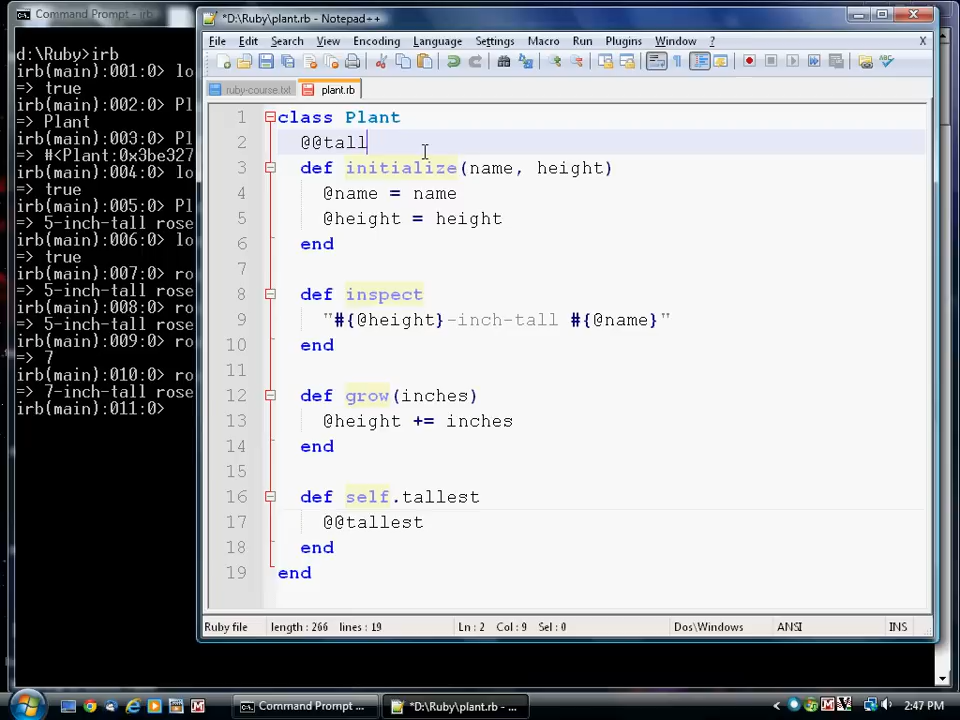 Command Prompt - irb
*D:\Ruby\plant.rb - Notepad++
File Edit Search View Encoding Language Settings Macro Run Plugins Window ? X
ruby-course.txt plant.rb
d:\Ruby>irb
irb(main):001:0> lo
=> true
irb(main):002:0> Pl
=> Plant
irb(main):003:0> Pl
=> #<Plant:0x3be327
irb(main):004:0> lo
=> true
irb(main):005:0> Pl
=> 5-inch-tall rose
irb(main):006:0> lo
=> true
irb(main):007:0> ro
=> 5-inch-tall rose
irb(main):008:0> ro
=> 5-inch-tall rose
irb(main):009:0> ro
=> 7
irb(main):010:0> ro
=> 7-inch-tall rose
irb(main):011:0>
1 class Plant
2 @@tall
3 def initialize(name, height)
4 @name = name
5 @height = height
6 end
7
8 def inspect
9 "#{@height}-inch-tall #{@name}"
10 end
11
12 def grow(inches)
13 @height += inches
14 end
15
16 def self.tallest
17 @@tallest
18 end
19 end
Ruby file length : 266 lines : 19 Ln : 2 Col : 9 Sel : 0 Dos\Windows ANSI INS
Command Prompt ... *D:\Ruby\plant.rb - ... 2:47 PM